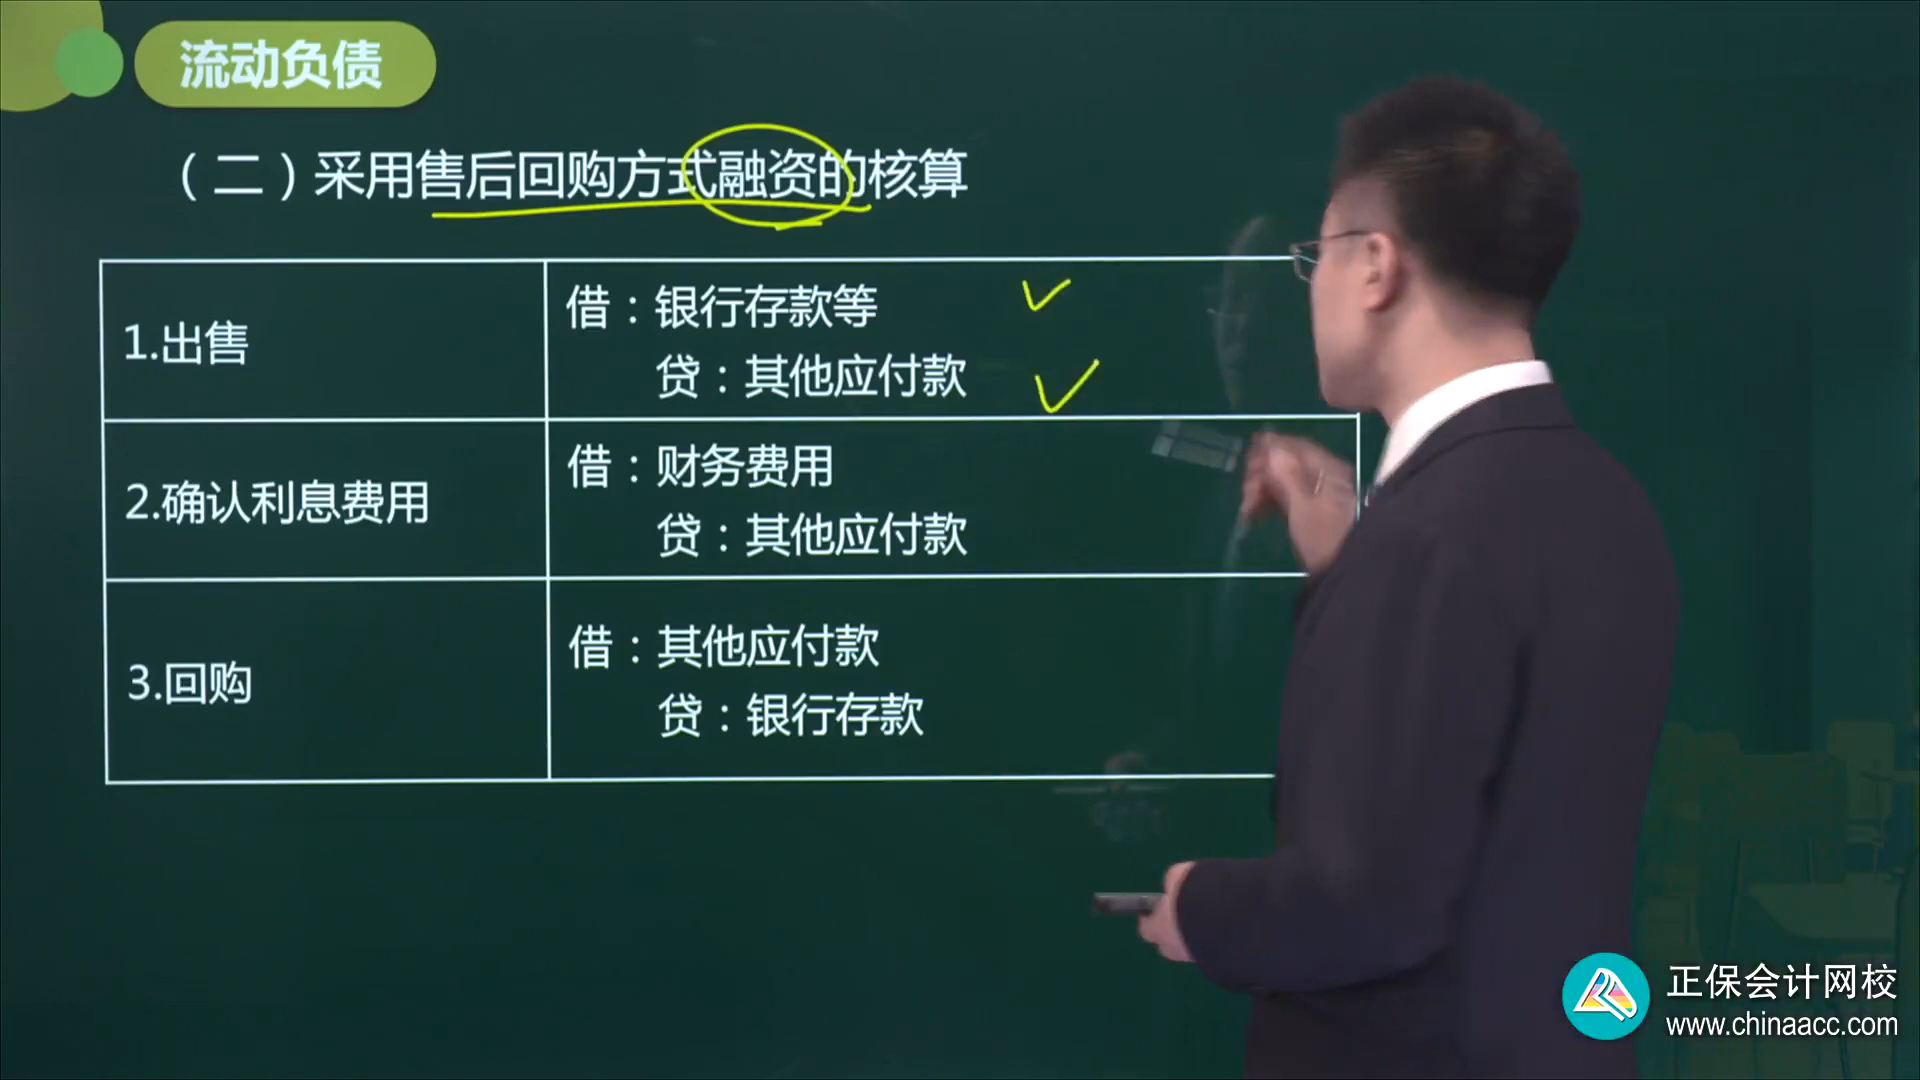 流动负债
（二）采用售后回购方式融资的核算
1.出售
借：银行存款等
贷：其他应付款
2.确认利息费用
借：财务费用
贷：其他应付款
3.回购
借：其他应付款
贷：银行存款
正保会计网校
www.chinaacc.com